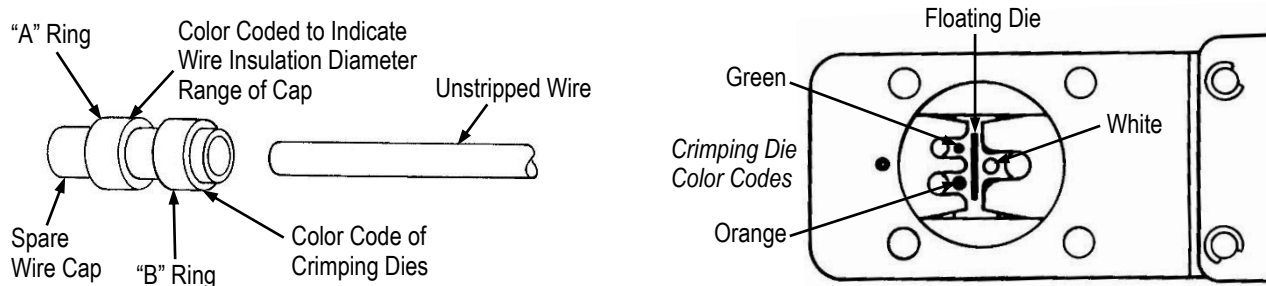 “A” Ring
Color Coded to Indicate
Wire Insulation Diameter
Range of Cap
Unstripped Wire
Spare
Wire Cap
“B” Ring
Color Code of
Crimping Dies
Floating Die
Green
White
Crimping Die
Color Codes
Orange